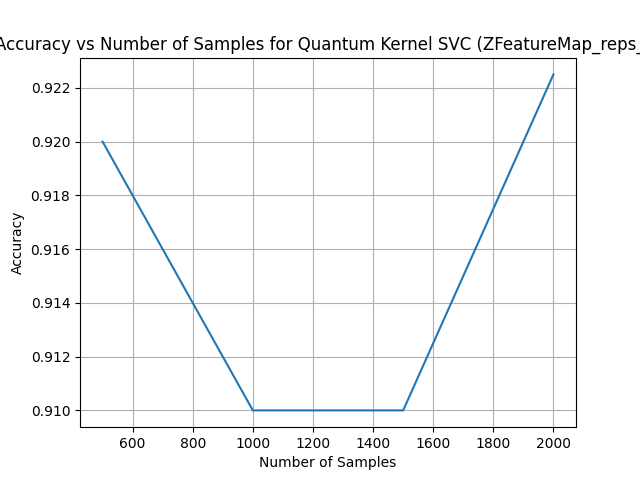 Accuracy vs Number of Samples for Quantum Kernel SVC (ZFeatureMap_reps_
0.922
0.920
0.918
0.916
0.914
0.912
0.910
Accuracy
600 800 1000 1200 1400 1600 1800 2000
Number of Samples